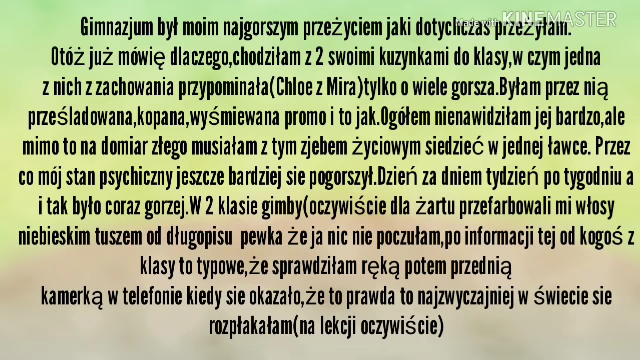 Made with KINEMASTER
Gimnazjum był moim najgorszym przeżyciem jaki dotychczas przeżyłam.
Otóż już mówię dlaczego,chodziłam z 2 swoimi kuzynkami do klasy,w czym jedna
z nich z zachowania przypominała(Chloe z Mira)tylko o wiele gorsza.Byłam przez nią
prześladowana,kopana,wyśmiewana promo i to jak.Ogółem nienawidziłam jej bardzo,ale
mimo to na domiar złego musiałam z tym zjebem życiowym siedzieć w jednej ławce. Przez
co mój stan psychiczny jeszcze bardziej sie pogorszył.Dzień za dniem tydzień po tygodniu a
i tak było coraz gorzej.W 2 klasie gimby(oczywiście dla żartu przefarbowali mi włosy
niebieskim tuszem od długopisu pewka że ja nic nie poczułam,po informacji tej od kogoś z
klasy to typowe,że sprawdziłam ręką potem przednią
kamerką w telefonie kiedy sie okazało,że to prawda to najzwyczajniej w świecie sie
rozpłakałam(na lekcji oczywiście)